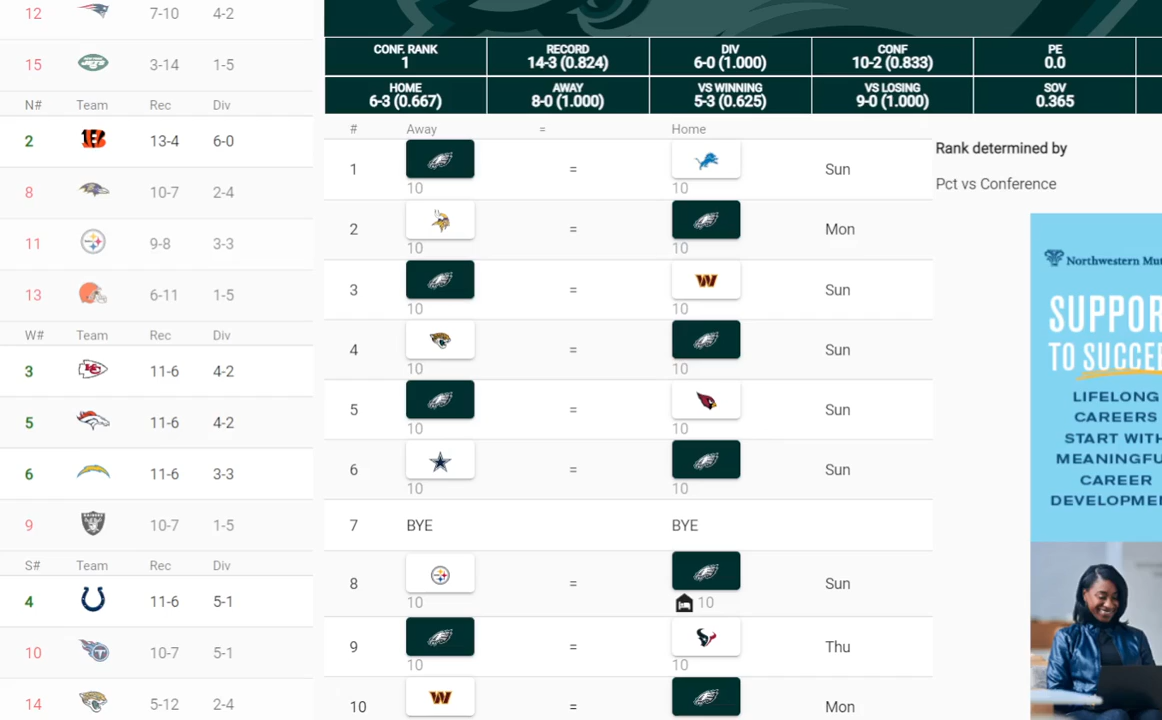 12 7-10 4-2
15 3-14 1-5
N# Team Rec Div
2 13-4 6-0
8 10-7 2-4
11 9-8 3-3
13 6-11 1-5
W# Team Rec Div
3 11-6 4-2
5 11-6 4-2
6 11-6 3-3
9 10-7 1-5
S# Team Rec Div
4 11-6 5-1
10 10-7 5-1
14 5-12 2-4
CONF. RANK RECORD DIV CONF PE
1 14-3 (0.824) 6-0 (1.000) 10-2 (0.833) 0.0
HOME AWAY VS WINNING VS LOSING SOV
6-3 (0.667) 8-0 (1.000) 5-3 (0.625) 9-0 (1.000) 0.365
# Away = Home
1 = Sun
10 10
2 = Mon
10 10
3 = W Sun
10 10
4 = Sun
10 10
5 = Sun
10 10
6 = Sun
10 10
7 BYE BYE
8 = Sun
10 10
9 = Thu
10 10
10 W = Mon
Rank determined by
Pct vs Conference
Northwestern Mut
SUPPOR
TO SUCCE
LIFELONG
CAREERS
START WITH
MEANINGFU
CAREER
DEVELOPME